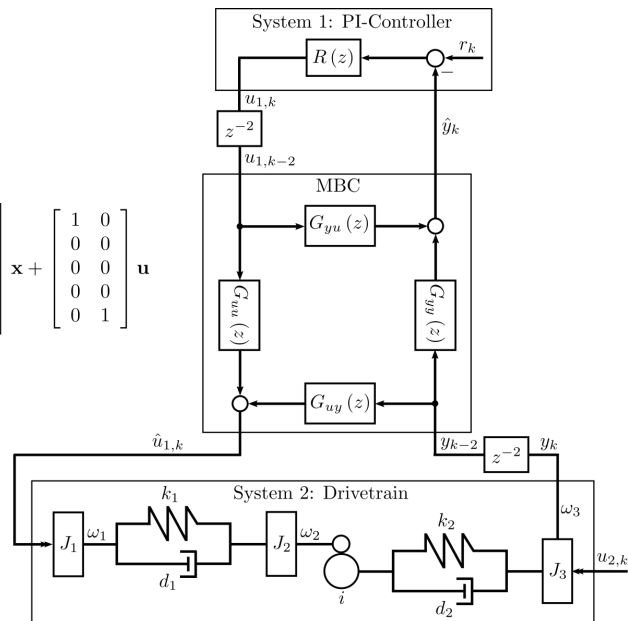 System 1: PI-Controller
R (z)
r_k
−
u_{1,k}
z^{−2}
ŷ_k
u_{1,k−2}
MBC
G_{yu} (z)
G_{uu} (z)
G_{yy} (z)
G_{uy} (z)
x + [ 1 0
0 0
0 0
0 0
0 1 ] u
û_{1,k}
y_{k−2}
z^{−2}
y_k
System 2: Drivetrain
k_1
k_2
ω_3
J_1
ω_1
d_1
J_2
ω_2
i
d_2
J_3
u_{2,k}